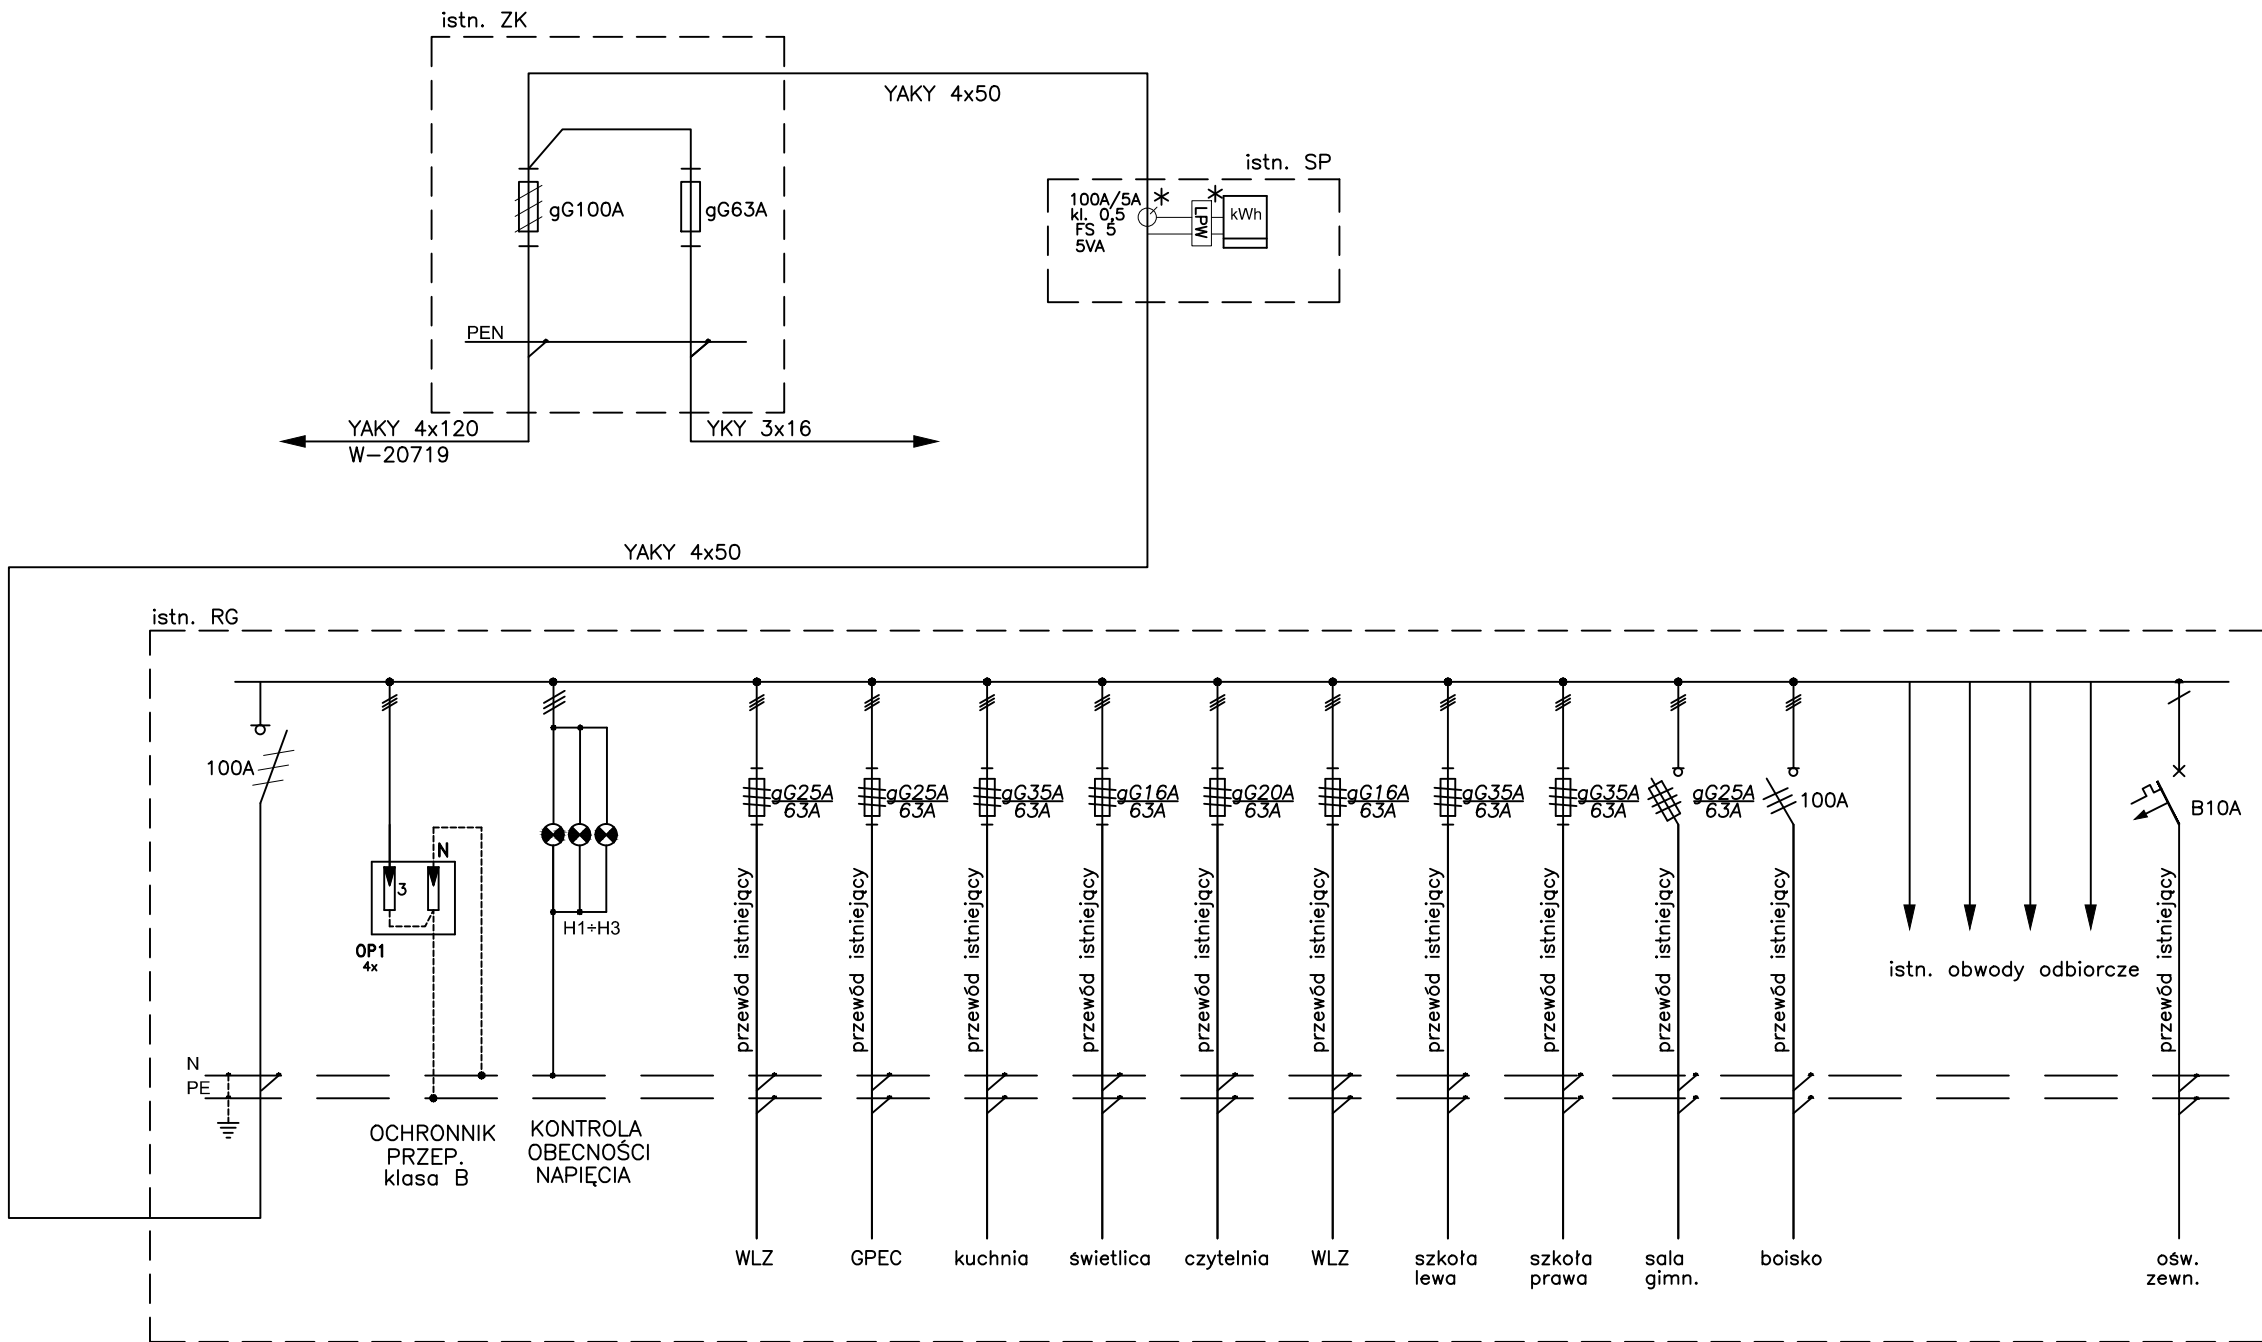 istn. ZK
YAKY 4x50
gG100A
gG63A
PEN
YAKY 4x120
W-20719
YKY 3x16
istn. SP
100A/5A
kl. 0,5
FS 5
5VA
LPW
kWh
YAKY 4x50
istn. RG
100A
N
3
OP1
4x
H1÷H3
gG25A
63A
gG25A
63A
gG35A
63A
gG16A
63A
gG20A
63A
gG16A
63A
gG35A
63A
gG35A
63A
gG25A
63A
100A
B10A
przewód istniejący
przewód istniejący
przewód istniejący
przewód istniejący
przewód istniejący
przewód istniejący
przewód istniejący
przewód istniejący
przewód istniejący
przewód istniejący
przewód istniejący
istn. obwody odbiorcze
N
PE
OCHRONNIK
PRZEP.
klasa B
KONTROLA
OBECNOŚCI
NAPIĘCIA
WLZ
GPEC
kuchnia
świetlica
czytelnia
WLZ
szkoła
lewa
szkoła
prawa
sala
gimn.
boisko
ośw.
zewn.